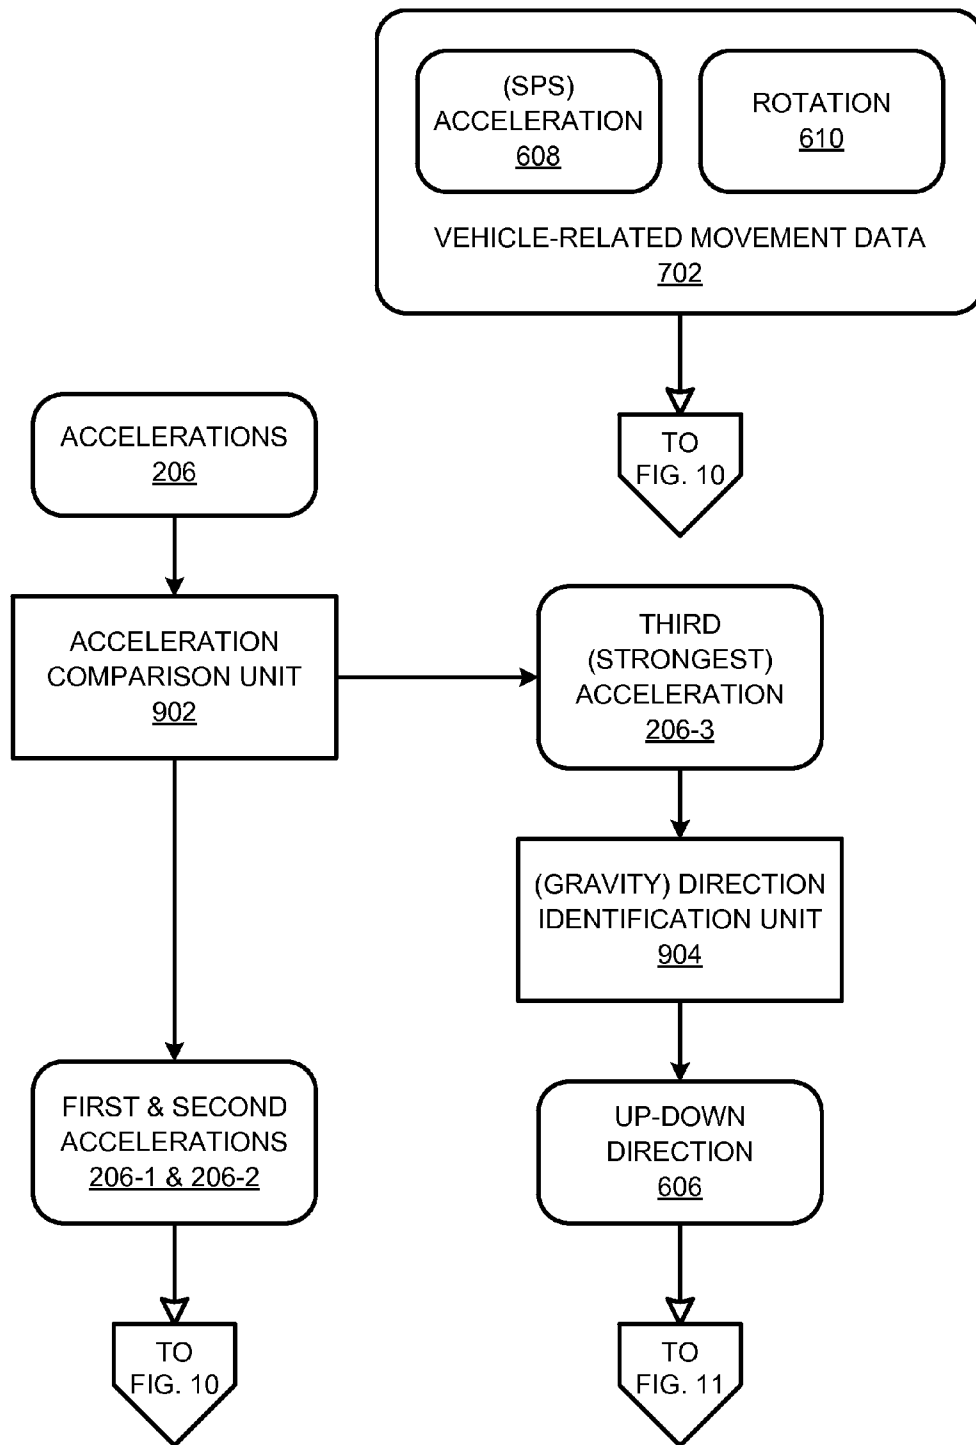 (SPS)
ACCELERATION
608
ROTATION
610
VEHICLE-RELATED MOVEMENT DATA
702
TO
FIG. 10
ACCELERATIONS
206
ACCELERATION
COMPARISON UNIT
902
THIRD
(STRONGEST)
ACCELERATION
206-3
(GRAVITY) DIRECTION
IDENTIFICATION UNIT
904
FIRST & SECOND
ACCELERATIONS
206-1 & 206-2
UP-DOWN
DIRECTION
606
TO
FIG. 10
TO
FIG. 11